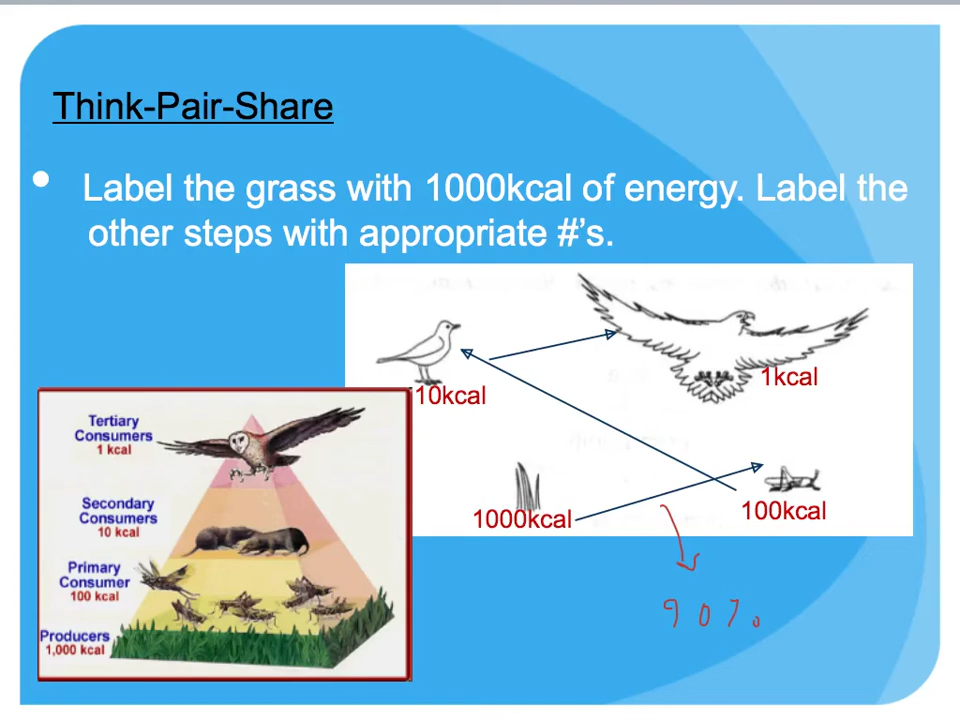 Think-Pair-Share
• Label the grass with 1000kcal of energy. Label the
other steps with appropriate #’s.
10kcal
1kcal
1000kcal
100kcal
90%
Tertiary
Consumers
1 kcal
Secondary
Consumers
10 kcal
Primary
Consumer
100 kcal
Producers
1,000 kcal